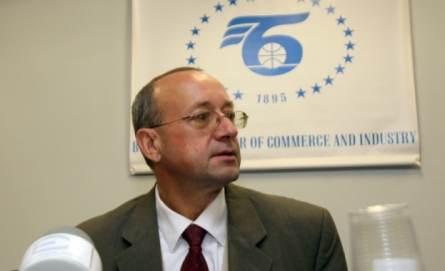 1895
OF COMMERCE AND INDUSTRY